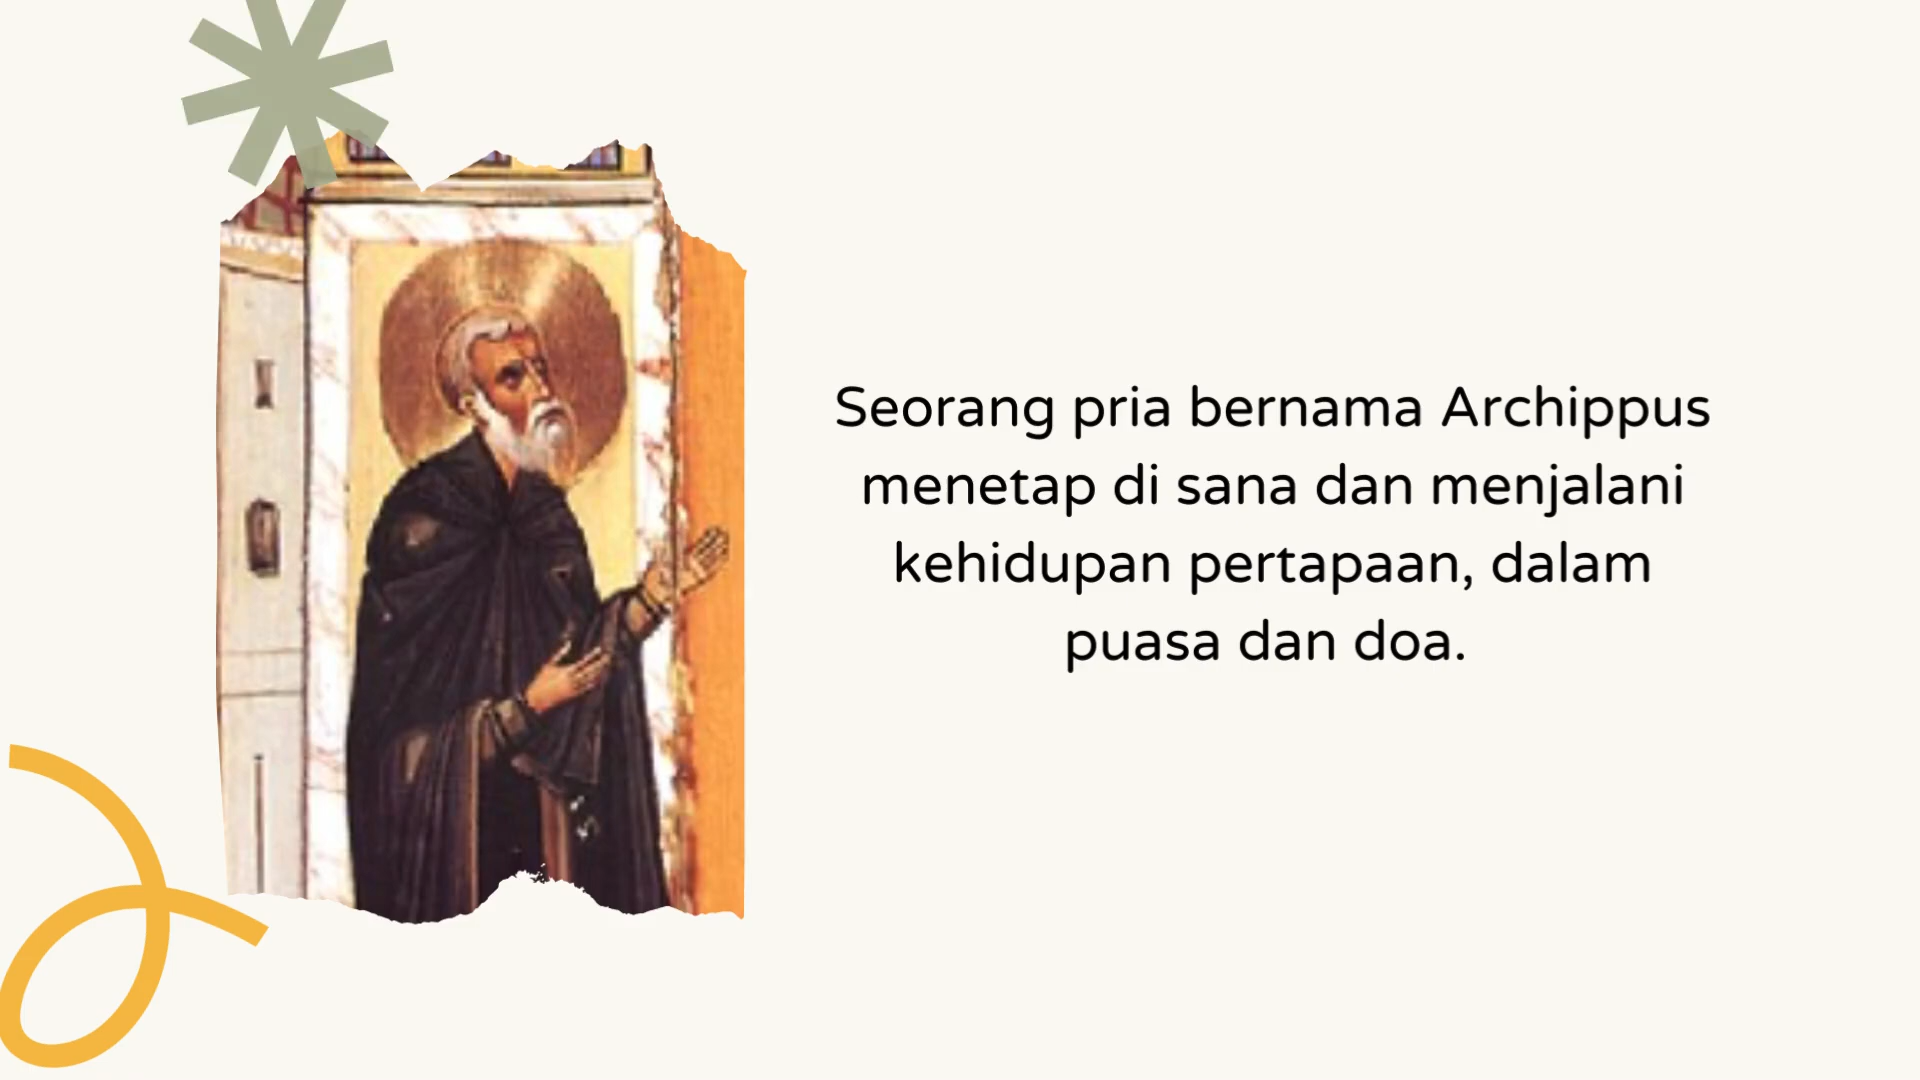 Seorang pria bernama Archippus
menetap di sana dan menjalani
kehidupan pertapaan, dalam
puasa dan doa.